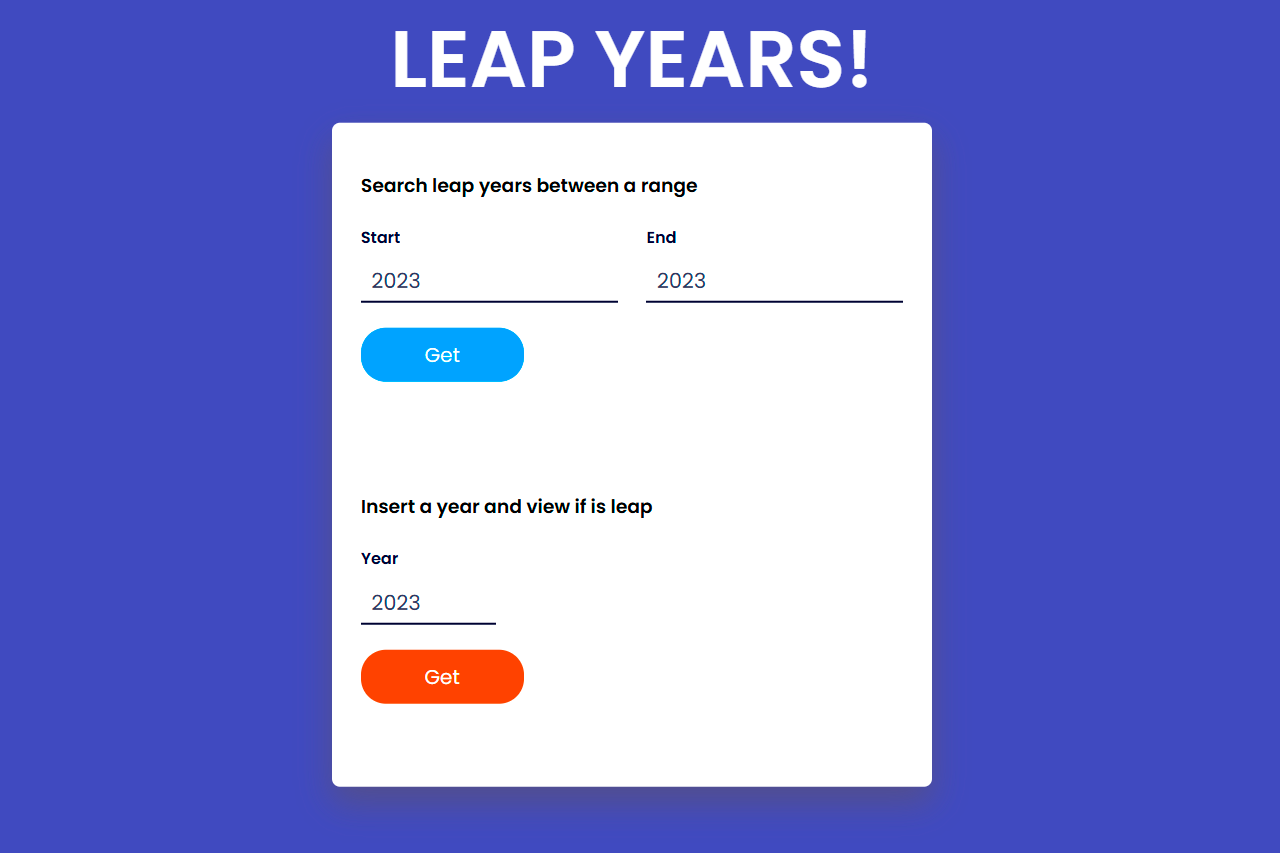 LEAP YEARS!
Search leap years between a range
Start End
2023 2023
Get
Insert a year and view if is leap
Year
2023
Get